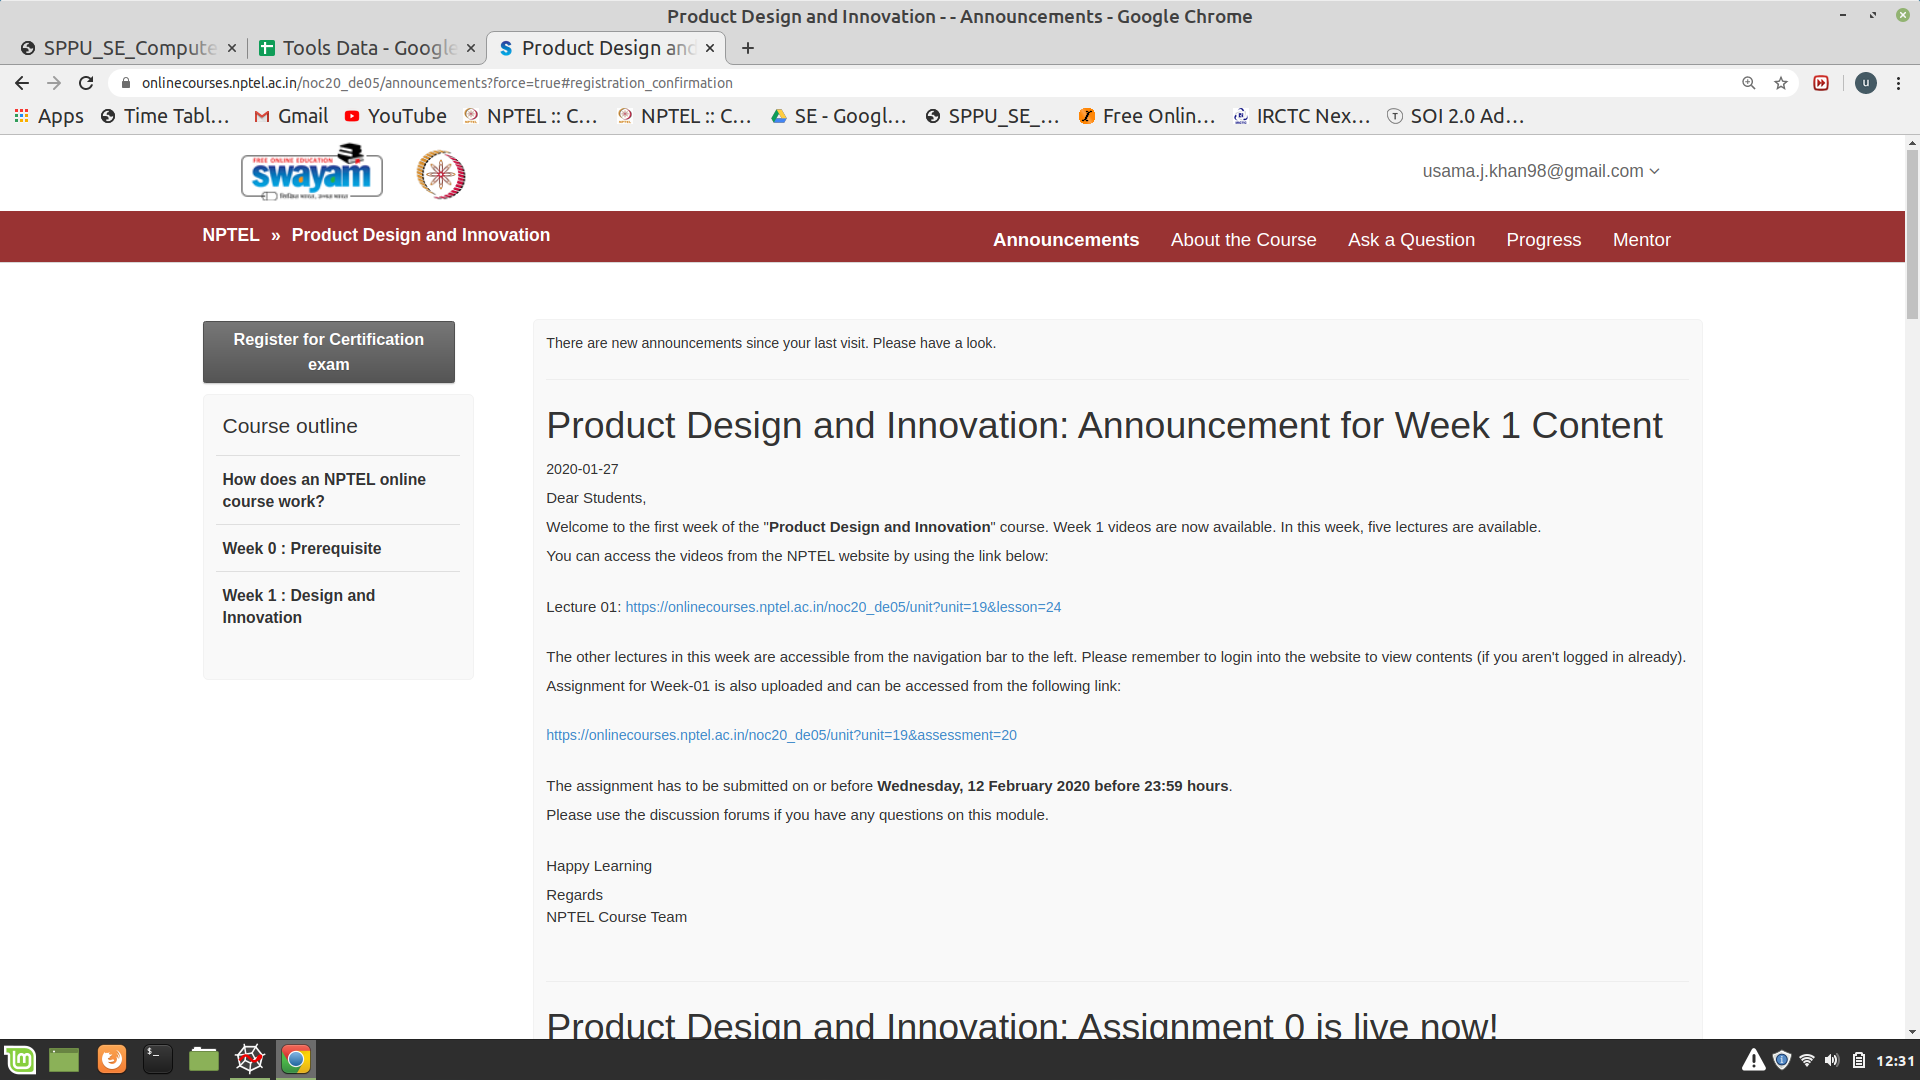 Product Design and Innovation - - Announcements - Google Chrome
SPPU_SE_Compute
Tools Data - Google
Product Design and
onlinecourses.nptel.ac.in/noc20_de05/announcements?force=true#registration_confirmation
u
Apps
Time Tabl...
Gmail
YouTube
NPTEL :: C...
NPTEL :: C...
SE - Googl...
SPPU_SE_...
Free Onlin...
IRCTC Nex...
SOI 2.0 Ad...
FREE ONLINE EDUCATION
swayam
usama.j.khan98@gmail.com
NPTEL » Product Design and Innovation
Announcements
About the Course
Ask a Question
Progress
Mentor
Register for Certification
exam
Course outline
How does an NPTEL online
course work?
Week 0 : Prerequisite
Week 1 : Design and
Innovation
There are new announcements since your last visit. Please have a look.
Product Design and Innovation: Announcement for Week 1 Content
2020-01-27
Dear Students,
Welcome to the first week of the "Product Design and Innovation" course. Week 1 videos are now available. In this week, five lectures are available.
You can access the videos from the NPTEL website by using the link below:
Lecture 01: https://onlinecourses.nptel.ac.in/noc20_de05/unit?unit=19&lesson=24
The other lectures in this week are accessible from the navigation bar to the left. Please remember to login into the website to view contents (if you aren't logged in already).
Assignment for Week-01 is also uploaded and can be accessed from the following link:
https://onlinecourses.nptel.ac.in/noc20_de05/unit?unit=19&assessment=20
The assignment has to be submitted on or before Wednesday, 12 February 2020 before 23:59 hours.
Please use the discussion forums if you have any questions on this module.
Happy Learning
Regards
NPTEL Course Team
Product Design and Innovation: Assignment 0 is live now!
12:31